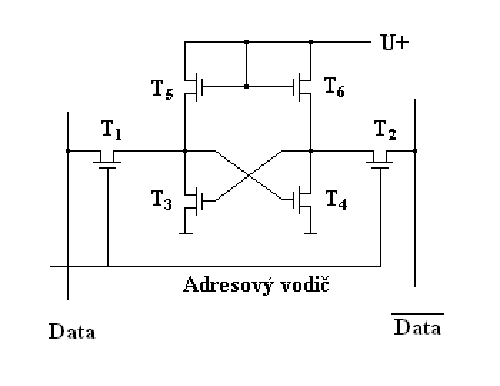 U+
T5 T6
T1 T2
T3 T4
Adresový vodič
Data Data